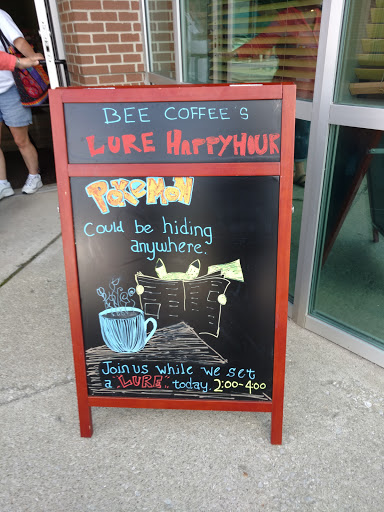 BEE COFFEE'S
LURE HAPPYHOUR
POKEMON
Could be hiding
anywhere.
Join us while we set
a "LURE" today. 2:00-4:00